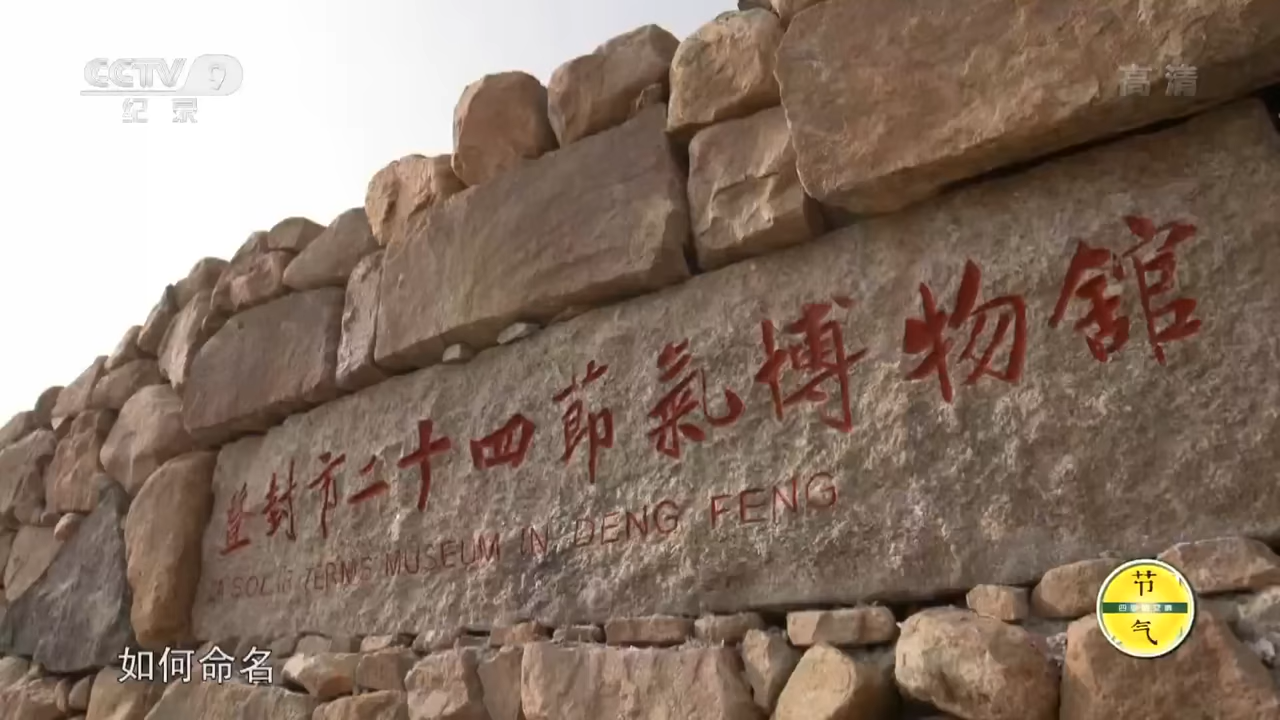 CCTV 9
纪录
高清
登封市二十四節氣博物館
A SOLAR TERMS MUSEUM IN DENG FENG
节
气
如何命名